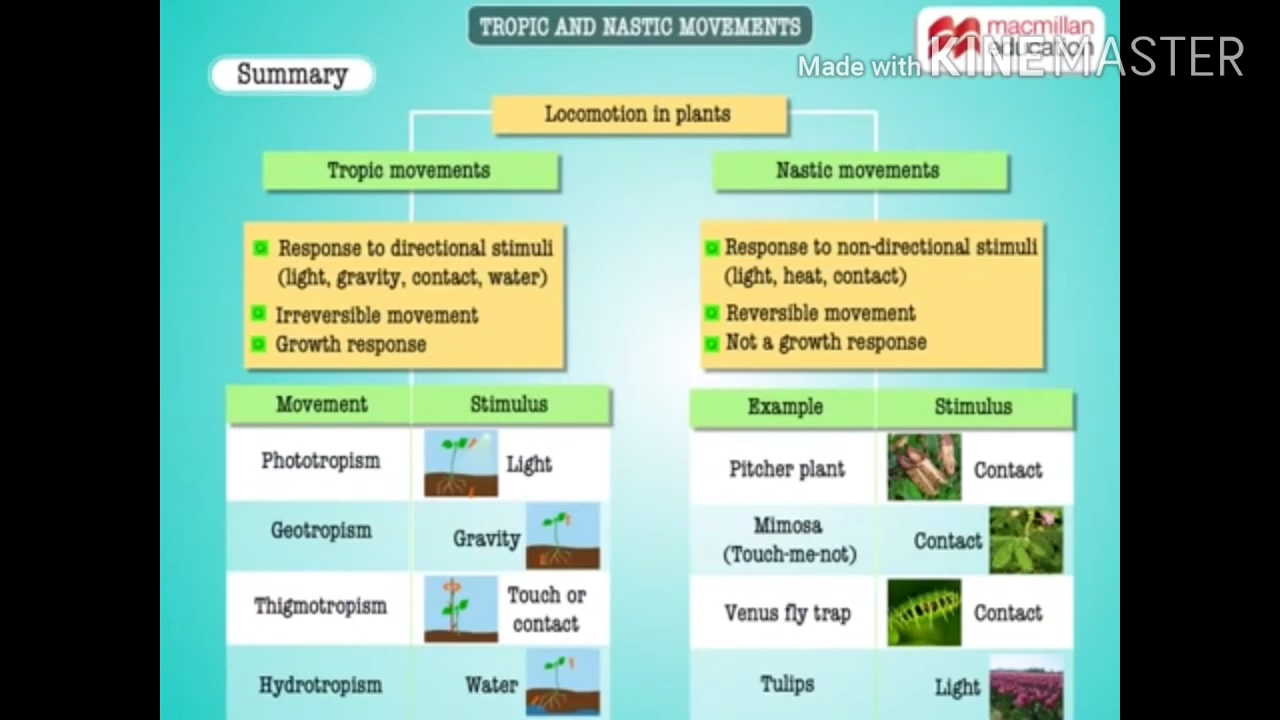 TROPIC AND NASTIC MOVEMENTS
macmillan
education
Made with KINEMASTER
Summary
Locomotion in plants
Tropic movements
Nastic movements
Response to directional stimuli
(light, gravity, contact, water)
Irreversible movement
Growth response
Response to non-directional stimuli
(light, heat, contact)
Reversible movement
Not a growth response
Movement Stimulus
Phototropism Light
Geotropism Gravity
Thigmotropism Touch or
contact
Hydrotropism Water
Example Stimulus
Pitcher plant Contact
Mimosa
(Touch-me-not) Contact
Venus fly trap Contact
Tulips Light